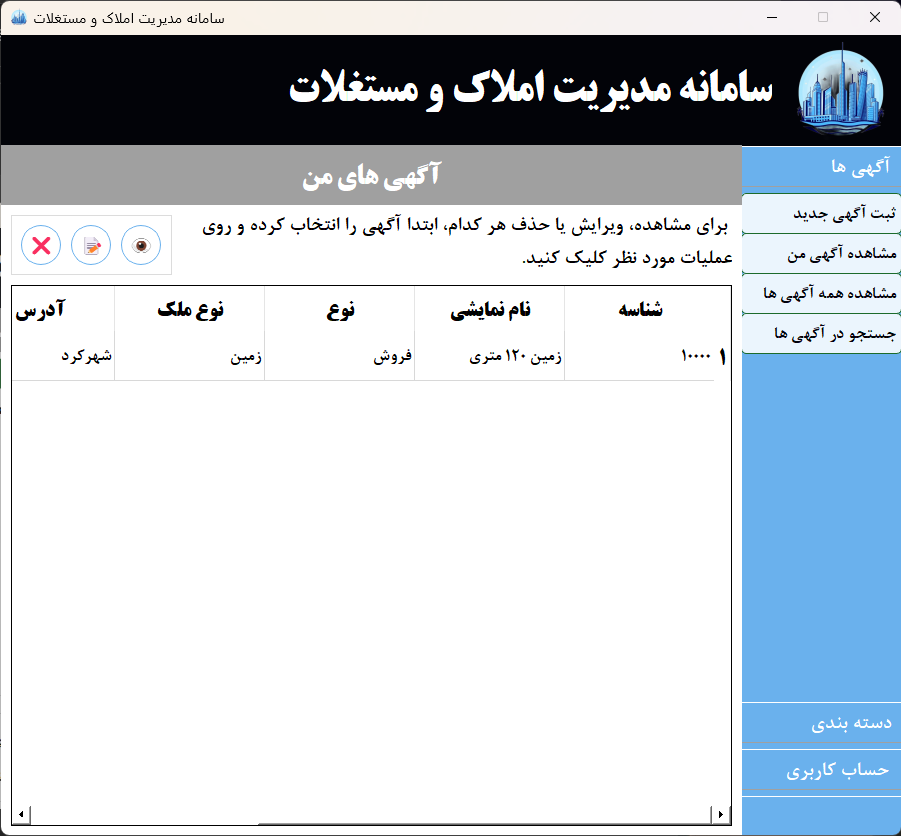 سامانه مدیریت املاک و مستغلات
سامانه مدیریت املاک و مستغلات
آگهی ها
ثبت آگهی جدید
مشاهده آگهی من
مشاهده همه آگهی ها
جستجو در آگهی ها
دسته بندی
حساب کاربری
آگهی های من
برای مشاهده، ویرایش یا حذف هر کدام، ابتدا آگهی را انتخاب کرده و روی
عملیات مورد نظر کلیک کنید.
شناسه نام نمایشی نوع نوع ملک آدرس
۱ ۱۰۰۰۰ زمین ۱۲۰ متری فروش زمین شهرکرد